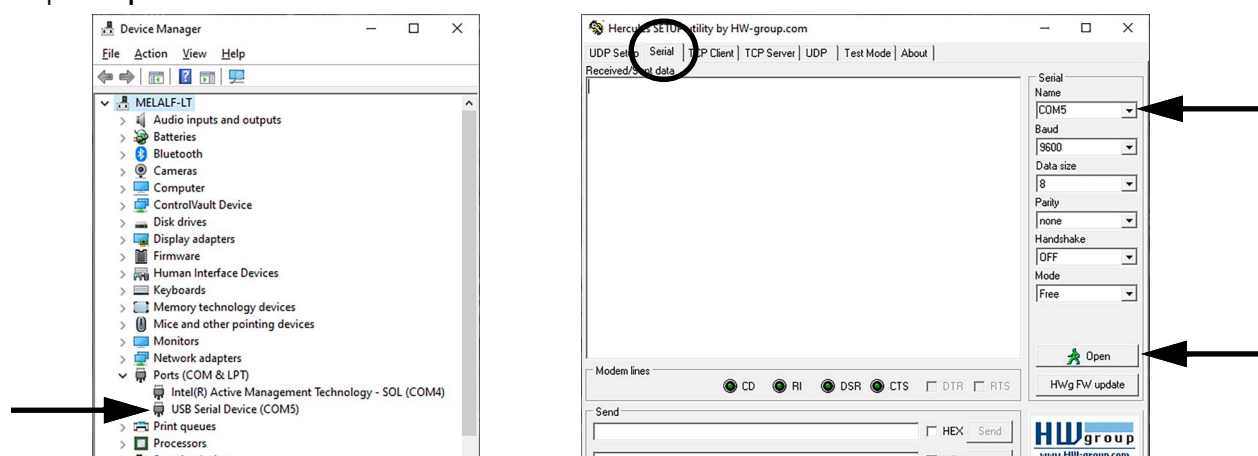 Device Manager
File Action View Help
MELALF-LT
Audio inputs and outputs
Batteries
Bluetooth
Cameras
Computer
ControlVault Device
Disk drives
Display adapters
Firmware
Human Interface Devices
Keyboards
Memory technology devices
Mice and other pointing devices
Monitors
Network adapters
Ports (COM & LPT)
Intel(R) Active Management Technology - SOL (COM4)
USB Serial Device (COM5)
Print queues
Processors
Hercules SETUP utility by HW-group.com
UDP Setup Serial TCP Client TCP Server UDP Test Mode About
Received/Sent data
Serial
Name
COM5
Baud
9600
Data size
8
Parity
none
Handshake
OFF
Mode
Free
Open
HWg FW update
Modem lines
CD RI DSR CTS DTR RTS
Send
HEX Send
HW group
www.HW-group.com